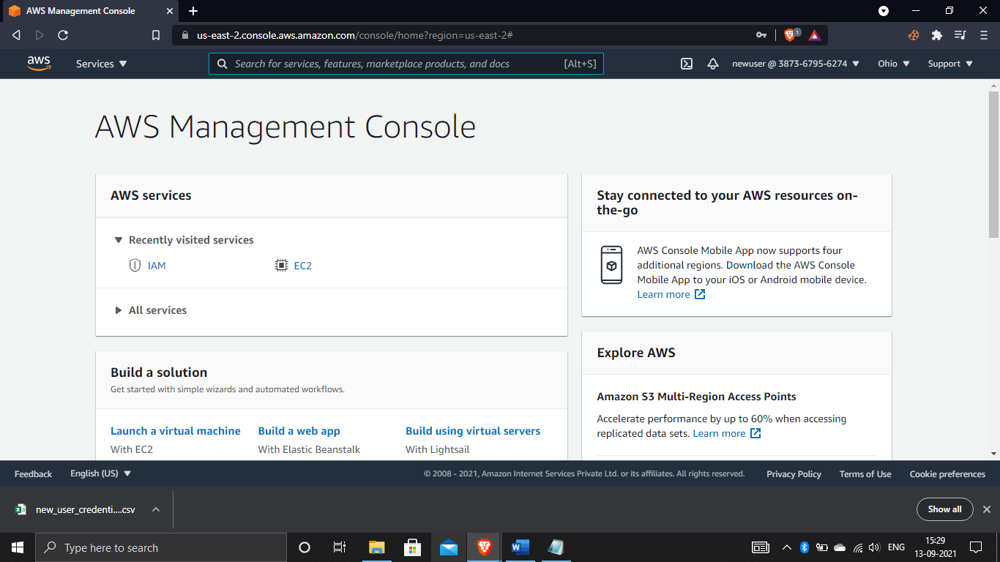 AWS Management Console
us-east-2.console.aws.amazon.com/console/home?region=us-east-2#
1
aws
Services
Search for services, features, marketplace products, and docs [Alt+S]
newuser @ 3873-6795-6274
Ohio
Support
AWS Management Console
AWS services
Recently visited services
IAM
EC2
All services
Stay connected to your AWS resources on-
the-go
AWS Console Mobile App now supports four
additional regions. Download the AWS Console
Mobile App to your iOS or Android mobile device.
Learn more
Build a solution
Get started with simple wizards and automated workflows.
Launch a virtual machine
With EC2
Build a web app
With Elastic Beanstalk
Build using virtual servers
With Lightsail
Explore AWS
Amazon S3 Multi-Region Access Points
Accelerate performance by up to 60% when accessing
replicated data sets. Learn more
Feedback
English (US)
© 2008 - 2021, Amazon Internet Services Private Ltd. or its affiliates. All rights reserved.
Privacy Policy
Terms of Use
Cookie preferences
new_user_credenti....csv
Show all
Type here to search
ENG
15:29
13-09-2021